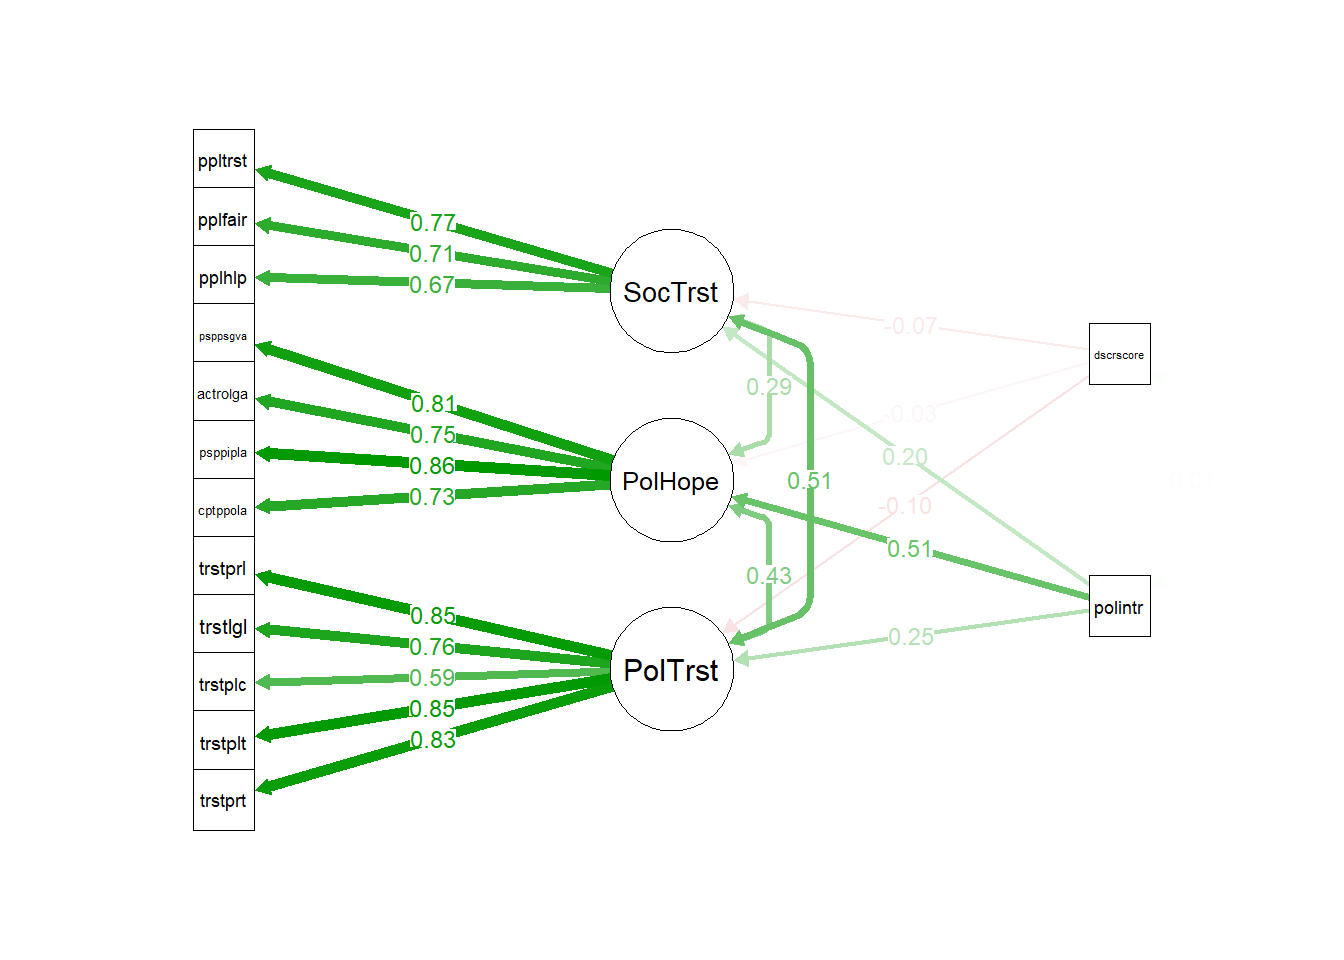 ppltrst
pplfair
pplhlp
psppsgva
actrolga
psppipla
cptppola
trstprl
trstlgl
trstplc
trstplt
trstprt
0.77
0.71
0.67
0.81
0.75
0.86
0.73
0.85
0.76
0.59
0.85
0.83
SocTrst
PolHope
PolTrst
0.29
0.51
0.43
-0.07
-0.03
0.20
-0.10
0.51
0.25
dscrscore
polintr